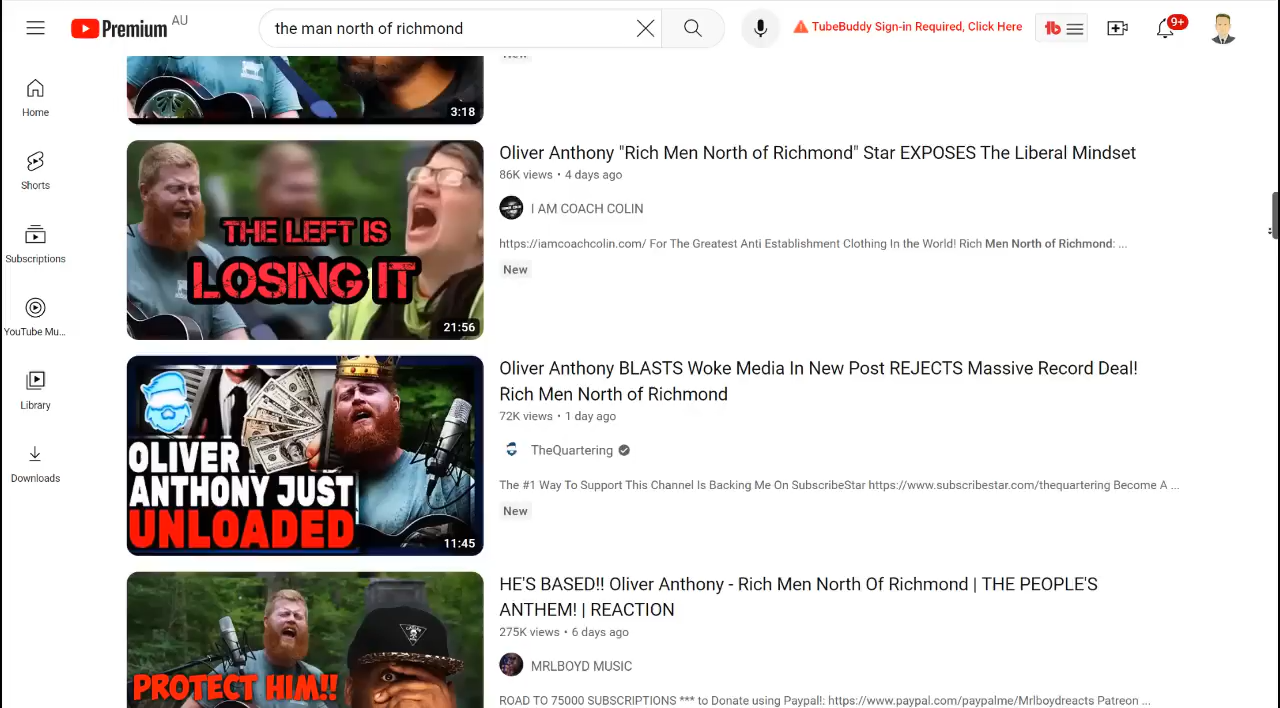 Premium AU
the man north of richmond
TubeBuddy Sign-in Required, Click Here
tb
9+
Home
Shorts
Subscriptions
YouTube Mu...
Library
Downloads
3:18
New
THE LEFT IS
LOSING IT
21:56
Oliver Anthony "Rich Men North of Richmond" Star EXPOSES The Liberal Mindset
86K views • 4 days ago
I AM COACH COLIN
https://iamcoachcolin.com/ For The Greatest Anti Establishment Clothing In the World! Rich Men North of Richmond: ...
New
OLIVER
ANTHONY JUST
UNLOADED
11:45
Oliver Anthony BLASTS Woke Media In New Post REJECTS Massive Record Deal!
Rich Men North of Richmond
72K views • 1 day ago
TheQuartering
The #1 Way To Support This Channel Is Backing Me On SubscribeStar https://www.subscribestar.com/thequartering Become A ...
New
PROTECT HIM!!
HE'S BASED!! Oliver Anthony - Rich Men North Of Richmond | THE PEOPLE'S
ANTHEM! | REACTION
275K views • 6 days ago
MRLBOYD MUSIC
ROAD TO 75000 SUBSCRIPTIONS *** to Donate using Paypal!: https://www.paypal.com/paypalme/Mrlboydreacts Patreon ...